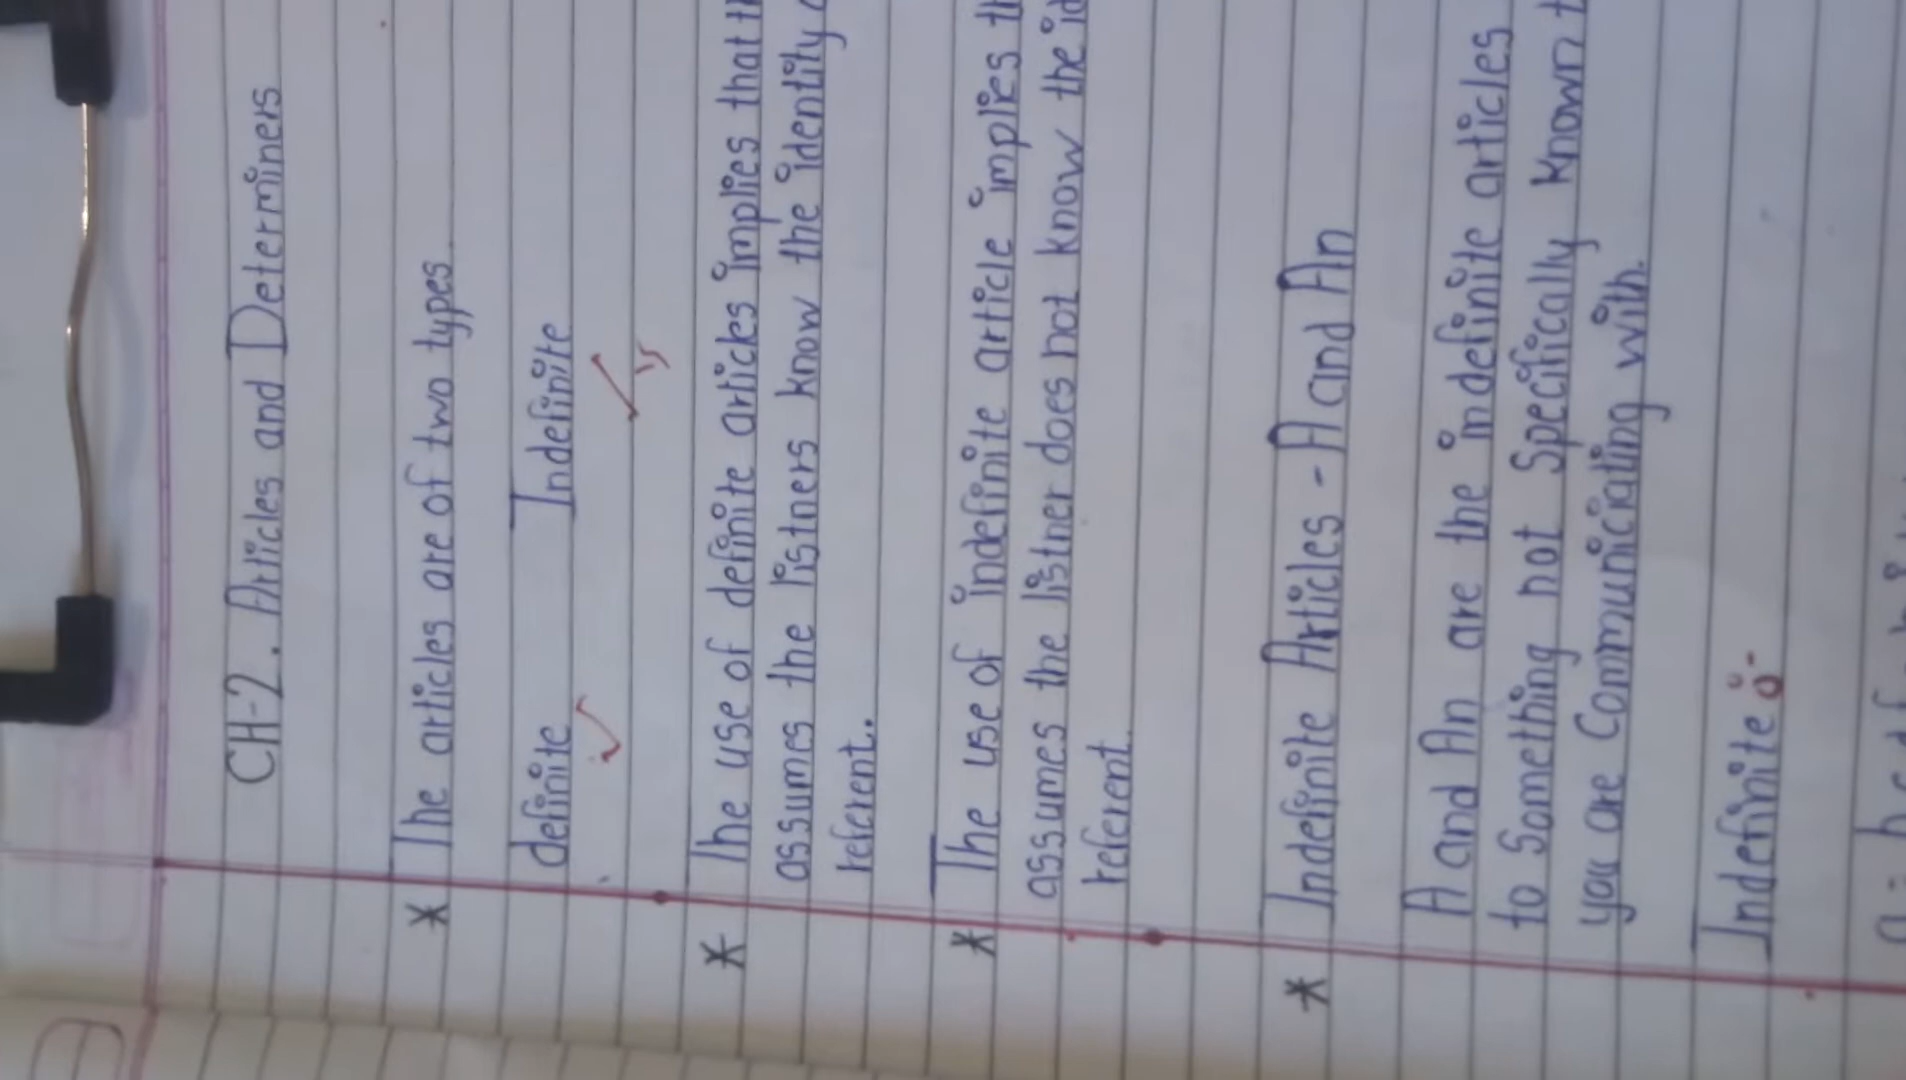 CH-2. Articles and Determiners
* The articles are of two types.
definite Indefinite
* The use of definite articles implies that
assumes the listners know the identity
referent..
* The use of indefinite article implies
assumes the listner does not know the
referent.
* Indefinite Articles - A and An
A and An are the indefinite articles
to Something not Specifically known
you are Communiciating with.
Indefinite :-